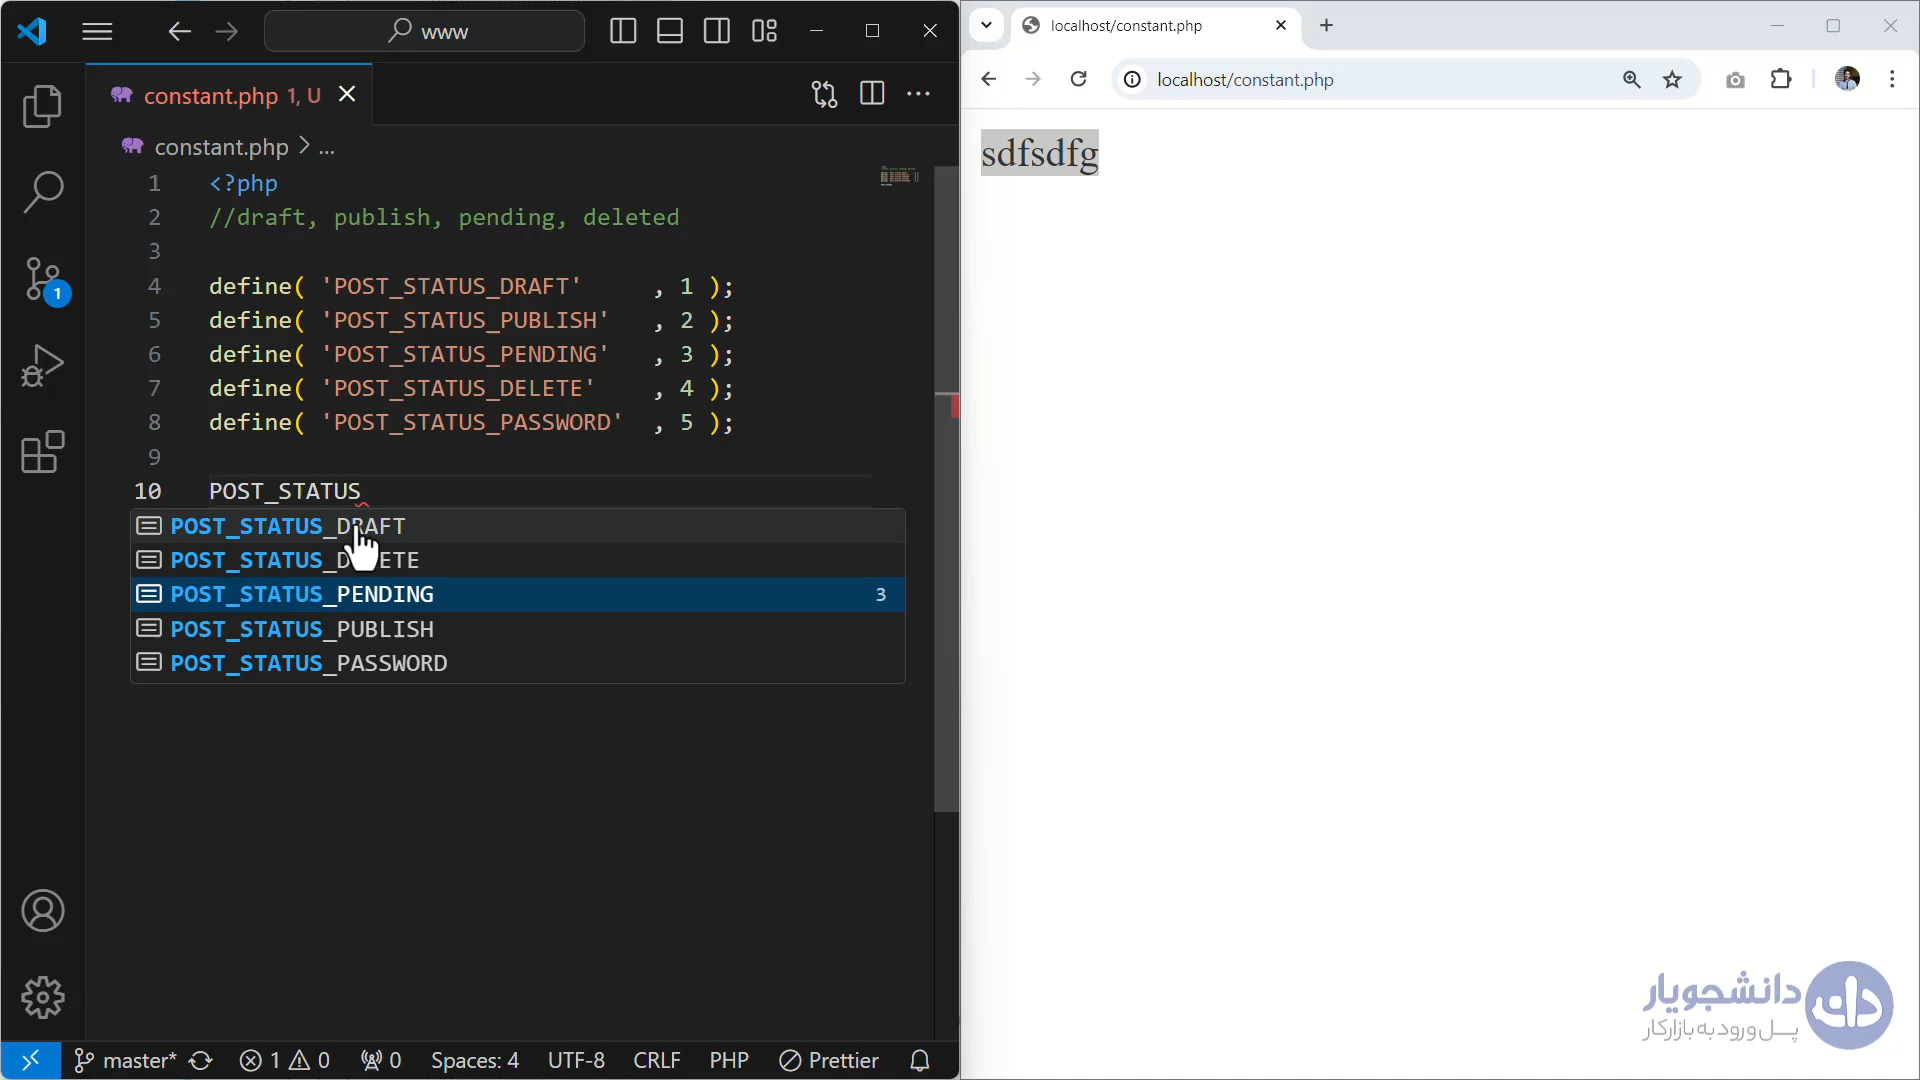 www
constant.php 1, U
constant.php > ...
1 <?php
2 //draft, publish, pending, deleted
3
4 define( 'POST_STATUS_DRAFT' , 1 );
5 define( 'POST_STATUS_PUBLISH' , 2 );
6 define( 'POST_STATUS_PENDING' , 3 );
7 define( 'POST_STATUS_DELETE' , 4 );
8 define( 'POST_STATUS_PASSWORD' , 5 );
9
10 POST_STATUS
POST_STATUS_DRAFT
POST_STATUS_DELETE
POST_STATUS_PENDING 3
POST_STATUS_PUBLISH
POST_STATUS_PASSWORD
1
master* 1 0 0 Spaces: 4 UTF-8 CRLF PHP Prettier
localhost/constant.php
localhost/constant.php
sdfsdfg
دانشجویار
پل ورود به بازار کار